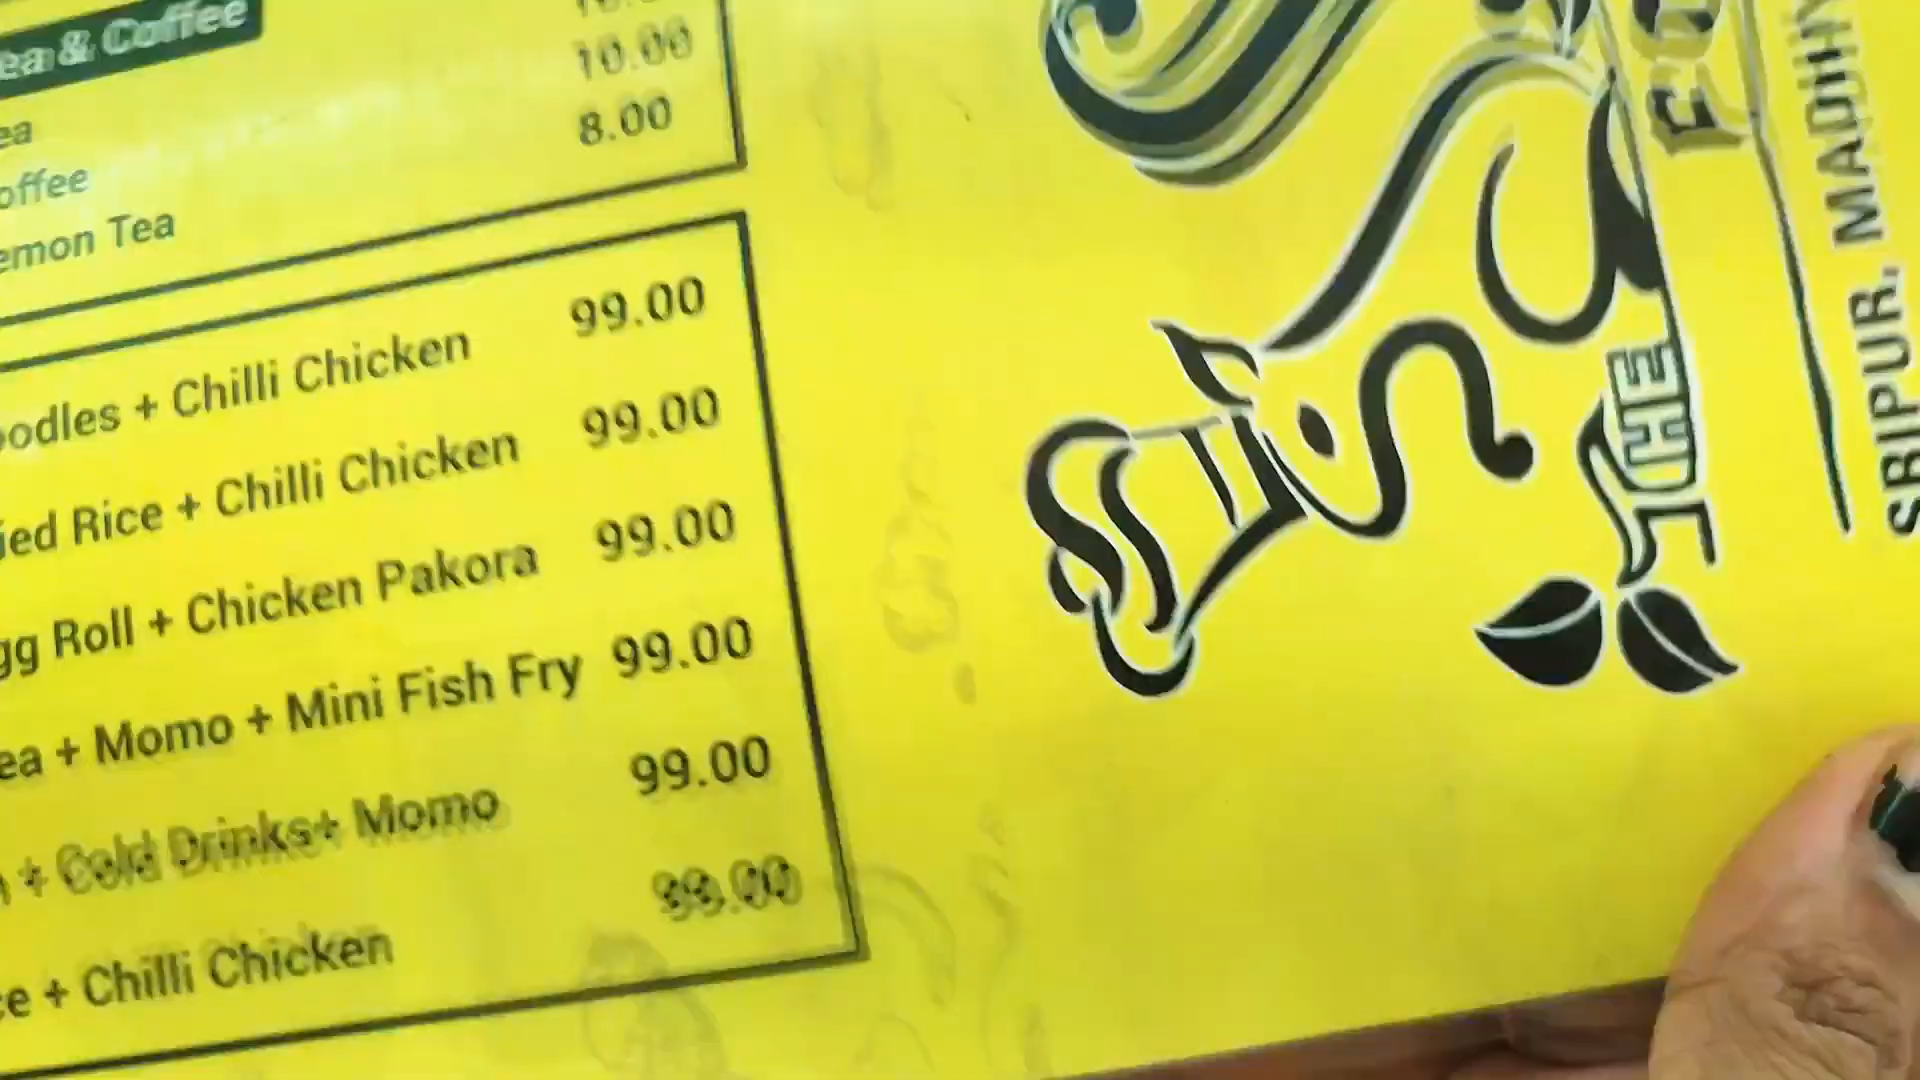 ea & Coffee
10.00
ea
8.00
offee
emon Tea
oodles + Chilli Chicken 99.00
ied Rice + Chilli Chicken 99.00
gg Roll + Chicken Pakora 99.00
ea + Momo + Mini Fish Fry 99.00
+ Cold Drinks+ Momo 99.00
ce + Chilli Chicken 99.00
THE
SRIPUR, MADHY